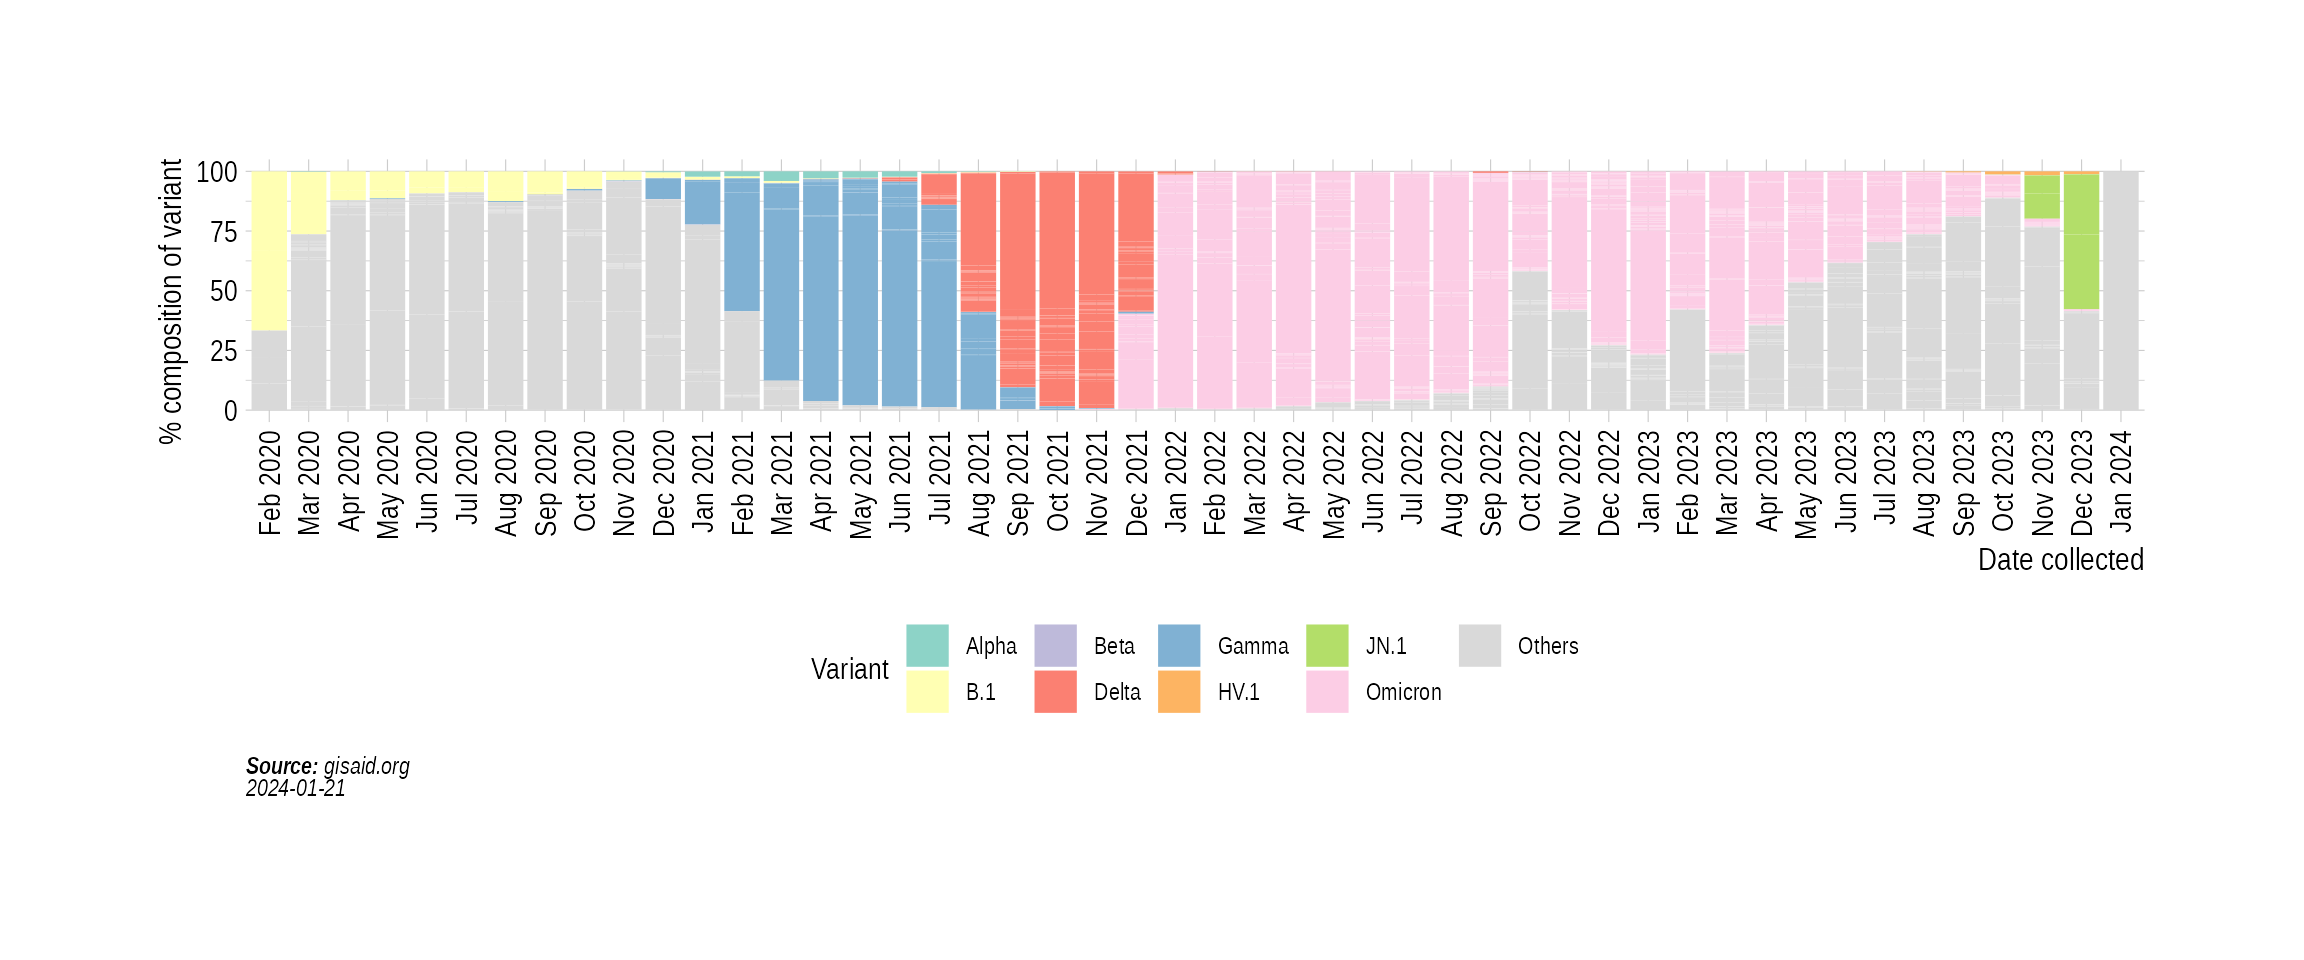 % composition of variant
100
75
50
25
0
Feb 2020
Mar 2020
Apr 2020
May 2020
Jun 2020
Jul 2020
Aug 2020
Sep 2020
Oct 2020
Nov 2020
Dec 2020
Jan 2021
Feb 2021
Mar 2021
Apr 2021
May 2021
Jun 2021
Jul 2021
Aug 2021
Sep 2021
Oct 2021
Nov 2021
Dec 2021
Jan 2022
Feb 2022
Mar 2022
Apr 2022
May 2022
Jun 2022
Jul 2022
Aug 2022
Sep 2022
Oct 2022
Nov 2022
Dec 2022
Jan 2023
Feb 2023
Mar 2023
Apr 2023
May 2023
Jun 2023
Jul 2023
Aug 2023
Sep 2023
Oct 2023
Nov 2023
Dec 2023
Jan 2024
Date collected
Variant
Alpha
Beta
Gamma
JN.1
Others
B.1
Delta
HV.1
Omicron
Source: gisaid.org
2024-01-21